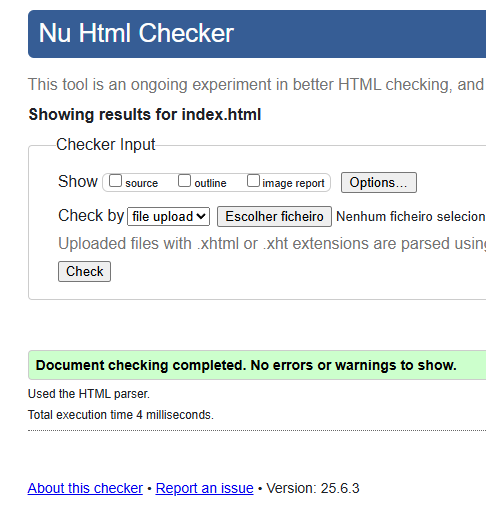 Nu Html Checker
This tool is an ongoing experiment in better HTML checking, and
Showing results for index.html
Checker Input
Show source outline image report Options...
Check by file upload Escolher ficheiro Nenhum ficheiro selecion
Uploaded files with .xhtml or .xht extensions are parsed using
Check
Document checking completed. No errors or warnings to show.
Used the HTML parser.
Total execution time 4 milliseconds.
About this checker • Report an issue • Version: 25.6.3